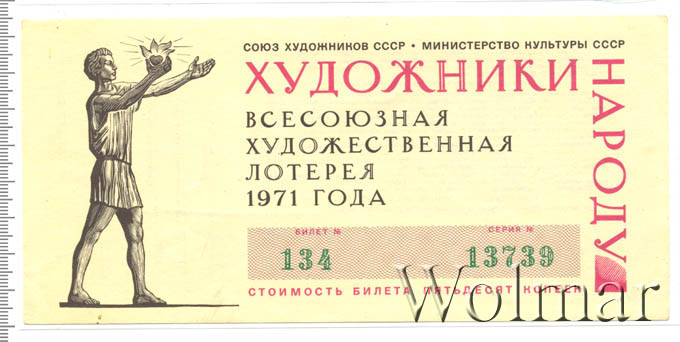 СОЮЗ ХУДОЖНИКОВ СССР • МИНИСТЕРСТВО КУЛЬТУРЫ СССР
ХУДОЖНИКИ
НАРОДУ
ВСЕСОЮЗНАЯ
ХУДОЖЕСТВЕННАЯ
ЛОТЕРЕЯ
1971 ГОДА
БИЛЕТ № СЕРИЯ №
134 13739
СТОИМОСТЬ БИЛЕТА ПЯТЬДЕСЯТ КОПЕЕК
Wolmar